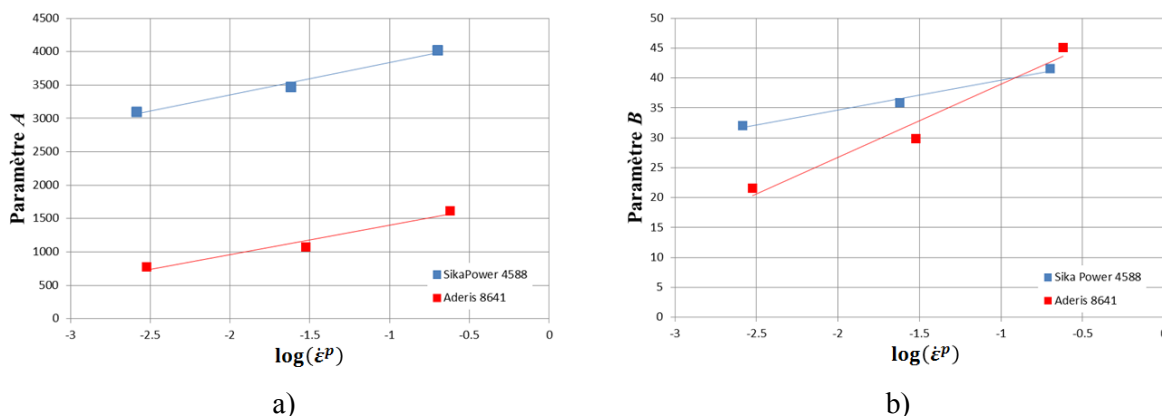 4500
4000
3500
3000
2500
2000
1500
1000
500
0
Paramètre A
-3 -2.5 -2 -1.5 -1 -0.5 0
log(ε̇ᵖ)
SikaPower 4588
Aderis 8641
a)
50
45
40
35
30
25
20
15
10
5
0
Paramètre B
-3 -2.5 -2 -1.5 -1 -0.5 0
log(ε̇ᵖ)
Sika Power 4588
Aderis 8641
b)